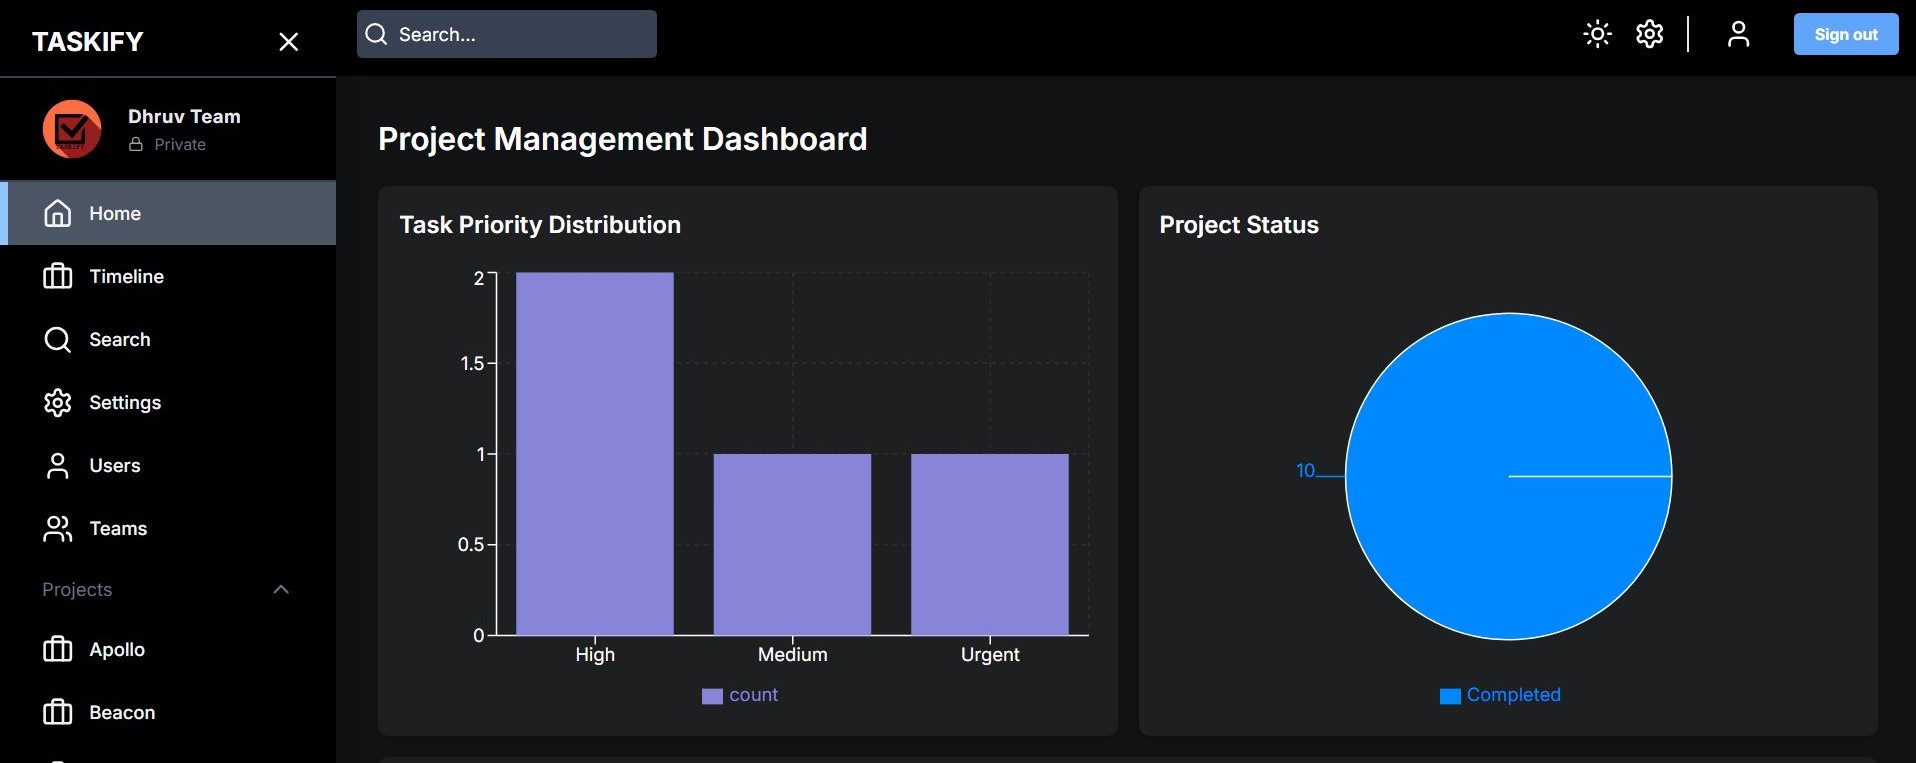 TASKIFY
Search...
Sign out
Dhruv Team
Private
Home
Timeline
Search
Settings
Users
Teams
Projects
Apollo
Beacon
Project Management Dashboard
Task Priority Distribution
2
1.5
1
0.5
0
High Medium Urgent
count
Project Status
10
Completed